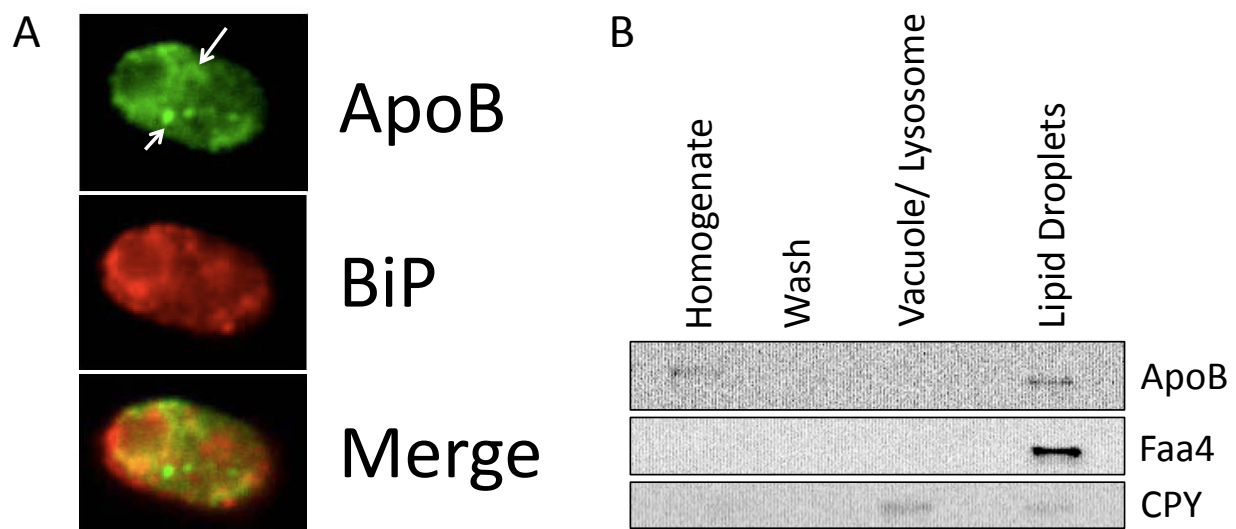 A
ApoB
BiP
Merge
B
Homogenate
Wash
Vacuole/ Lysosome
Lipid Droplets
ApoB
Faa4
CPY